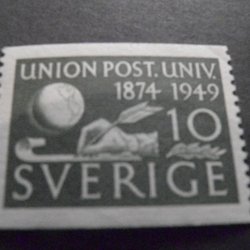 UNION POST. UNIV.
1874 1949
10
SVERIGE